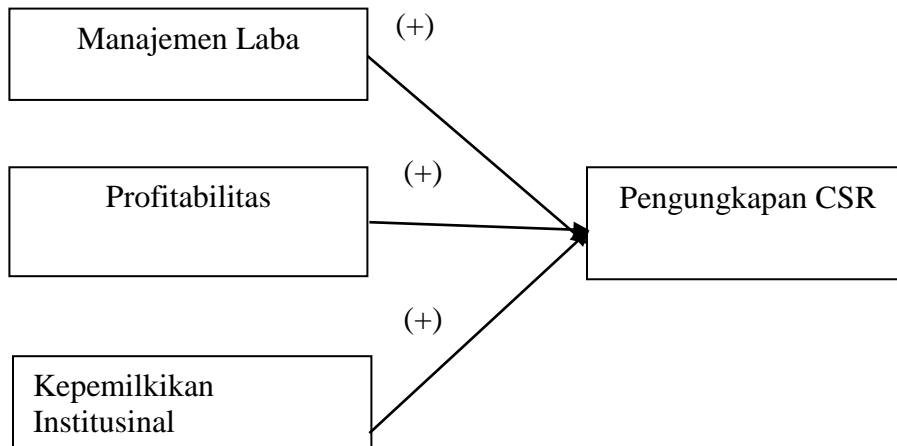 Manajemen Laba
(+)
Profitabilitas
(+)
Pengungkapan CSR
(+)
Kepemilkikan
Institusinal